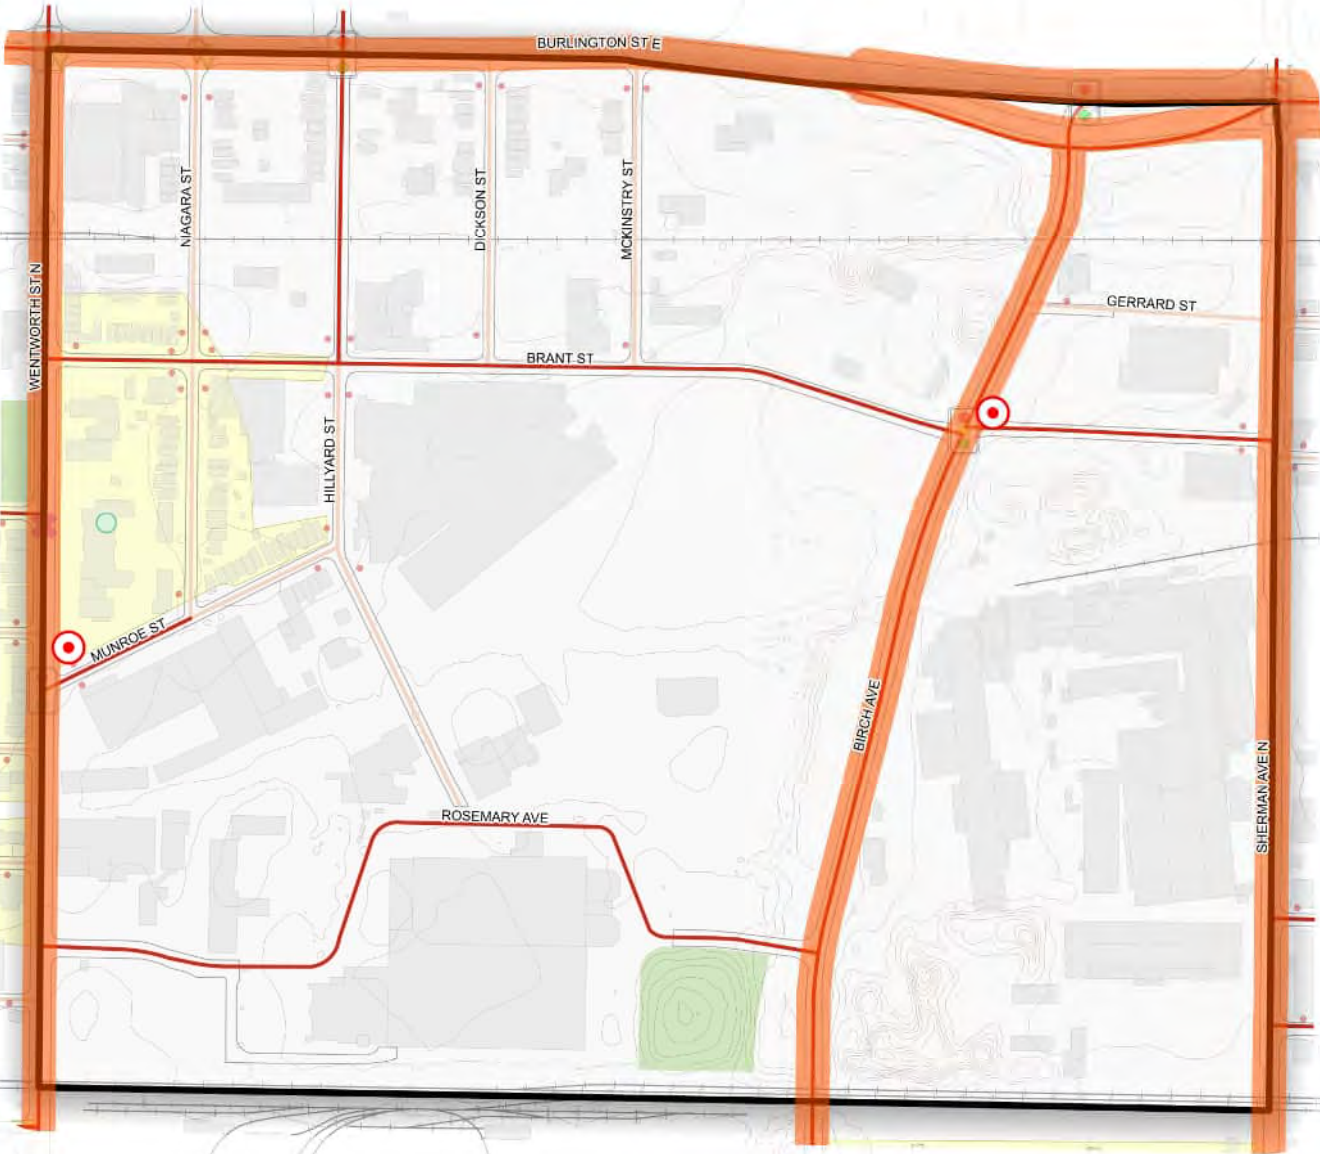 BURLINGTON ST E
NIAGARA ST
DICKSON ST
MCKINSTRY ST
WENTWORTH ST N
GERRARD ST
BRANT ST
HILLYARD ST
MUNROE ST
BIRCH AVE
ROSEMARY AVE
SHERMAN AVE N